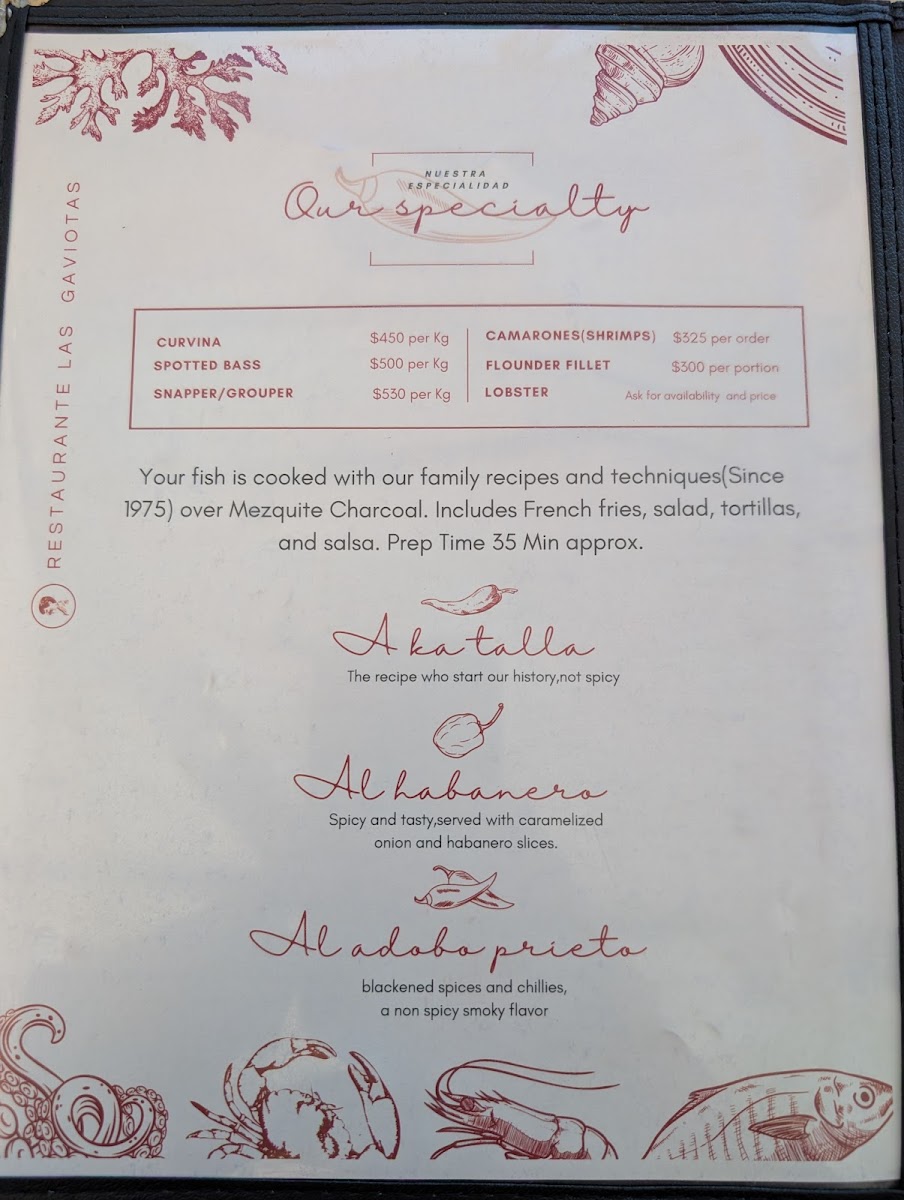 NUESTRA
ESPECIALIDAD
Our specialty
RESTAURANTE LAS GAVIOTAS
CURVINA $450 per Kg
SPOTTED BASS $500 per Kg
SNAPPER/GROUPER $530 per Kg
CAMARONES(SHRIMPS) $325 per order
FLOUNDER FILLET $300 per portion
LOBSTER Ask for availability and price
Your fish is cooked with our family recipes and techniques(Since
1975) over Mezquite Charcoal. Includes French fries, salad, tortillas,
and salsa. Prep Time 35 Min approx.
A ka talla
The recipe who start our history,not spicy
Al habanero
Spicy and tasty,served with caramelized
onion and habanero slices.
Al adobo prieto
blackened spices and chillies,
a non spicy smoky flavor